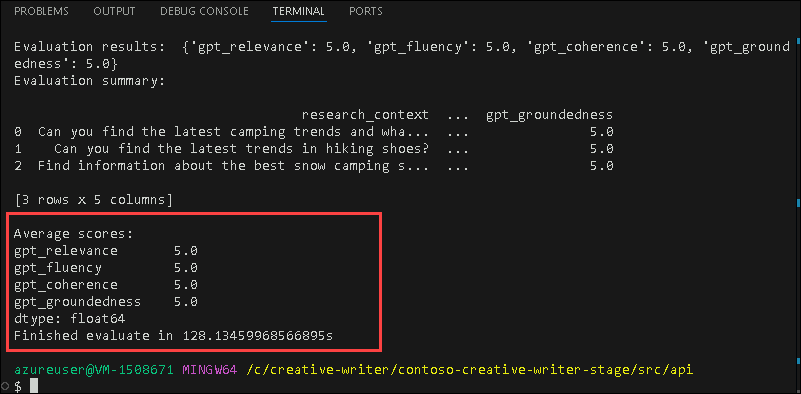 PROBLEMS OUTPUT DEBUG CONSOLE TERMINAL PORTS
Evaluation results:  {'gpt_relevance': 5.0, 'gpt_fluency': 5.0, 'gpt_coherence': 5.0, 'gpt_ground
edness': 5.0}
Evaluation summary:
research_context  ...  gpt_groundedness
0  Can you find the latest camping trends and wha...  ...  5.0
1  Can you find the latest trends in hiking shoes?  ...  5.0
2  Find information about the best snow camping s...  ...  5.0
[3 rows x 5 columns]
Average scores:
gpt_relevance  5.0
gpt_fluency  5.0
gpt_coherence  5.0
gpt_groundedness  5.0
dtype: float64
Finished evaluate in 128.13459968566895s
azureuser@VM-1508671 MINGW64 /c/creative-writer/contoso-creative-writer-stage/src/api
$